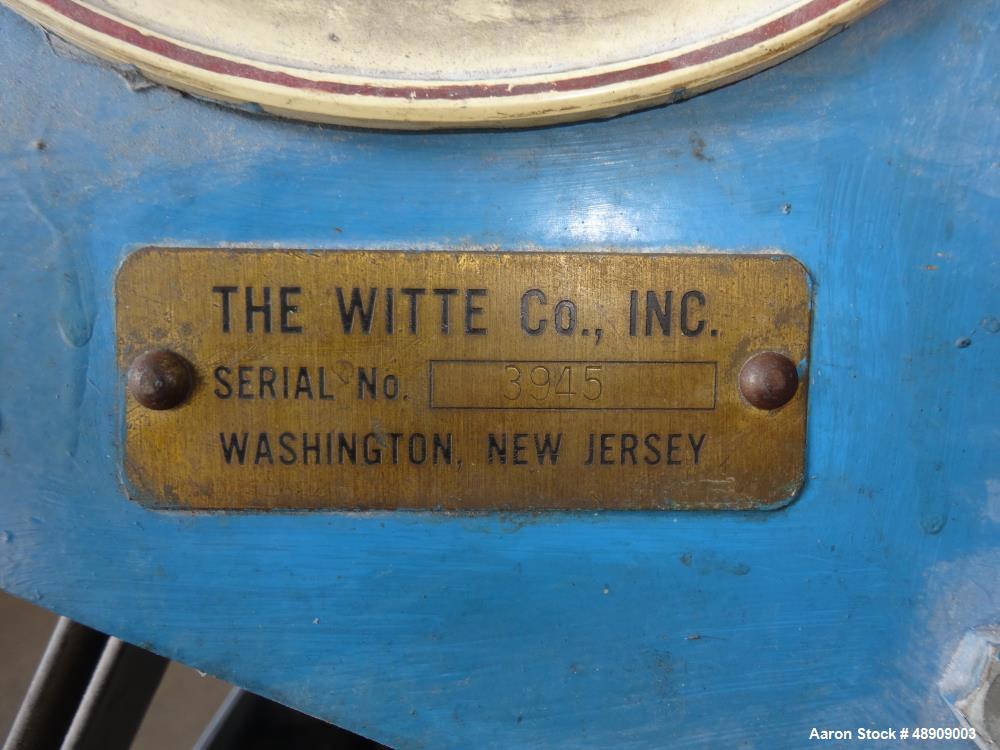 THE WITTE Co., INC.
SERIAL No. 3945
WASHINGTON, NEW JERSEY
Aaron Stock # 48909003